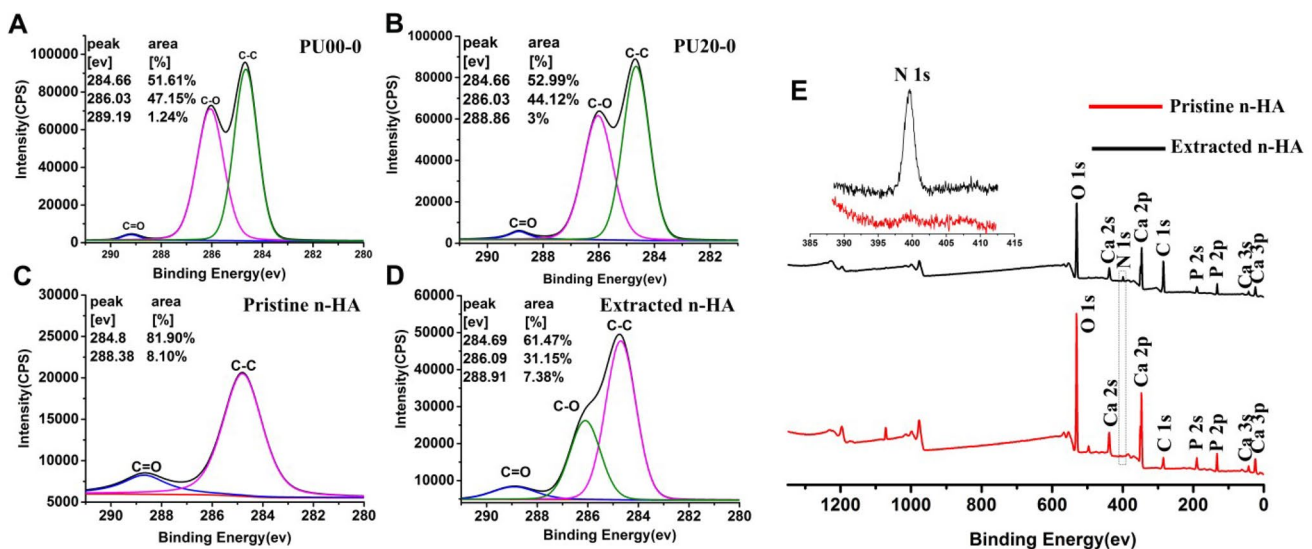 A
PU00-0
peak area
[ev] [%]
284.66 51.61%
286.03 47.15%
289.19 1.24%
C-C
C-O
C=O
Intensity(CPS)
100000
80000
60000
40000
20000
0
290 288 286 284 282 280
Binding Energy(ev)
B
PU20-0
peak area
[ev] [%]
284.66 52.99%
286.03 44.12%
288.86 3%
C-C
C-O
C=O
Intensity(CPS)
100000
80000
60000
40000
20000
0
290 288 286 284 282 280
Binding Energy(ev)
C
Pristine n-HA
peak area
[ev] [%]
284.8 81.90%
288.38 8.10%
C-C
C=O
Intensity(CPS)
30000
25000
20000
15000
10000
5000
290 288 286 284 282 280
Binding Energy(ev)
D
Extracted n-HA
peak area
[ev] [%]
284.69 61.47%
286.09 31.15%
288.91 7.38%
C-C
C-O
C=O
Intensity(CPS)
60000
50000
40000
30000
20000
10000
290 288 286 284 282 280
Binding Energy(ev)
E
Pristine n-HA
Extracted n-HA
N 1s
385 390 395 400 405 410 415
O 1s
Ca 2s
N 1s
Ca 2p
C 1s
P 2s
P 2p
Ca 3s
Ca 3p
O 1s
Ca 2s
Ca 2p
C 1s
P 2s
P 2p
Ca 3s
Ca 3p
1200 1000 800 600 400 200 0
Binding Energy(ev)